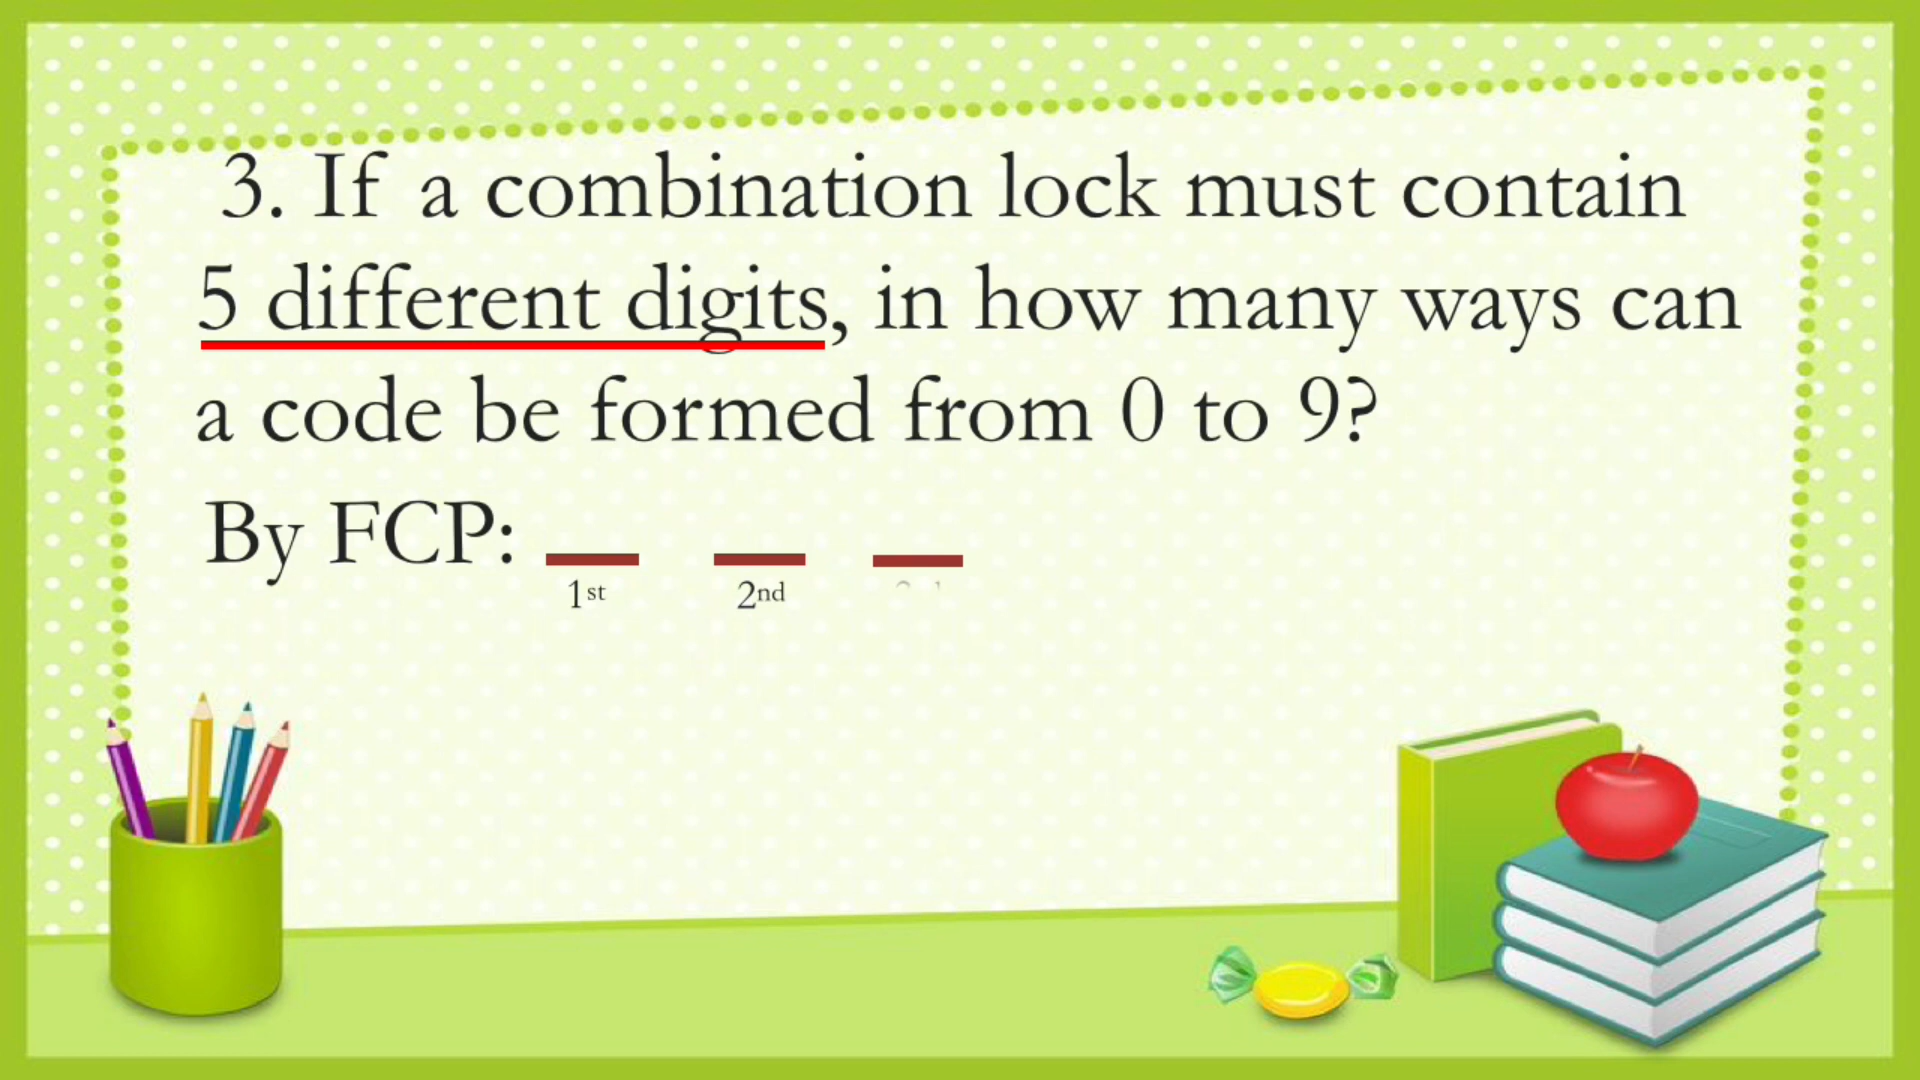 3. If a combination lock must contain
5 different digits, in how many ways can
a code be formed from 0 to 9?
By FCP:
1st 2nd